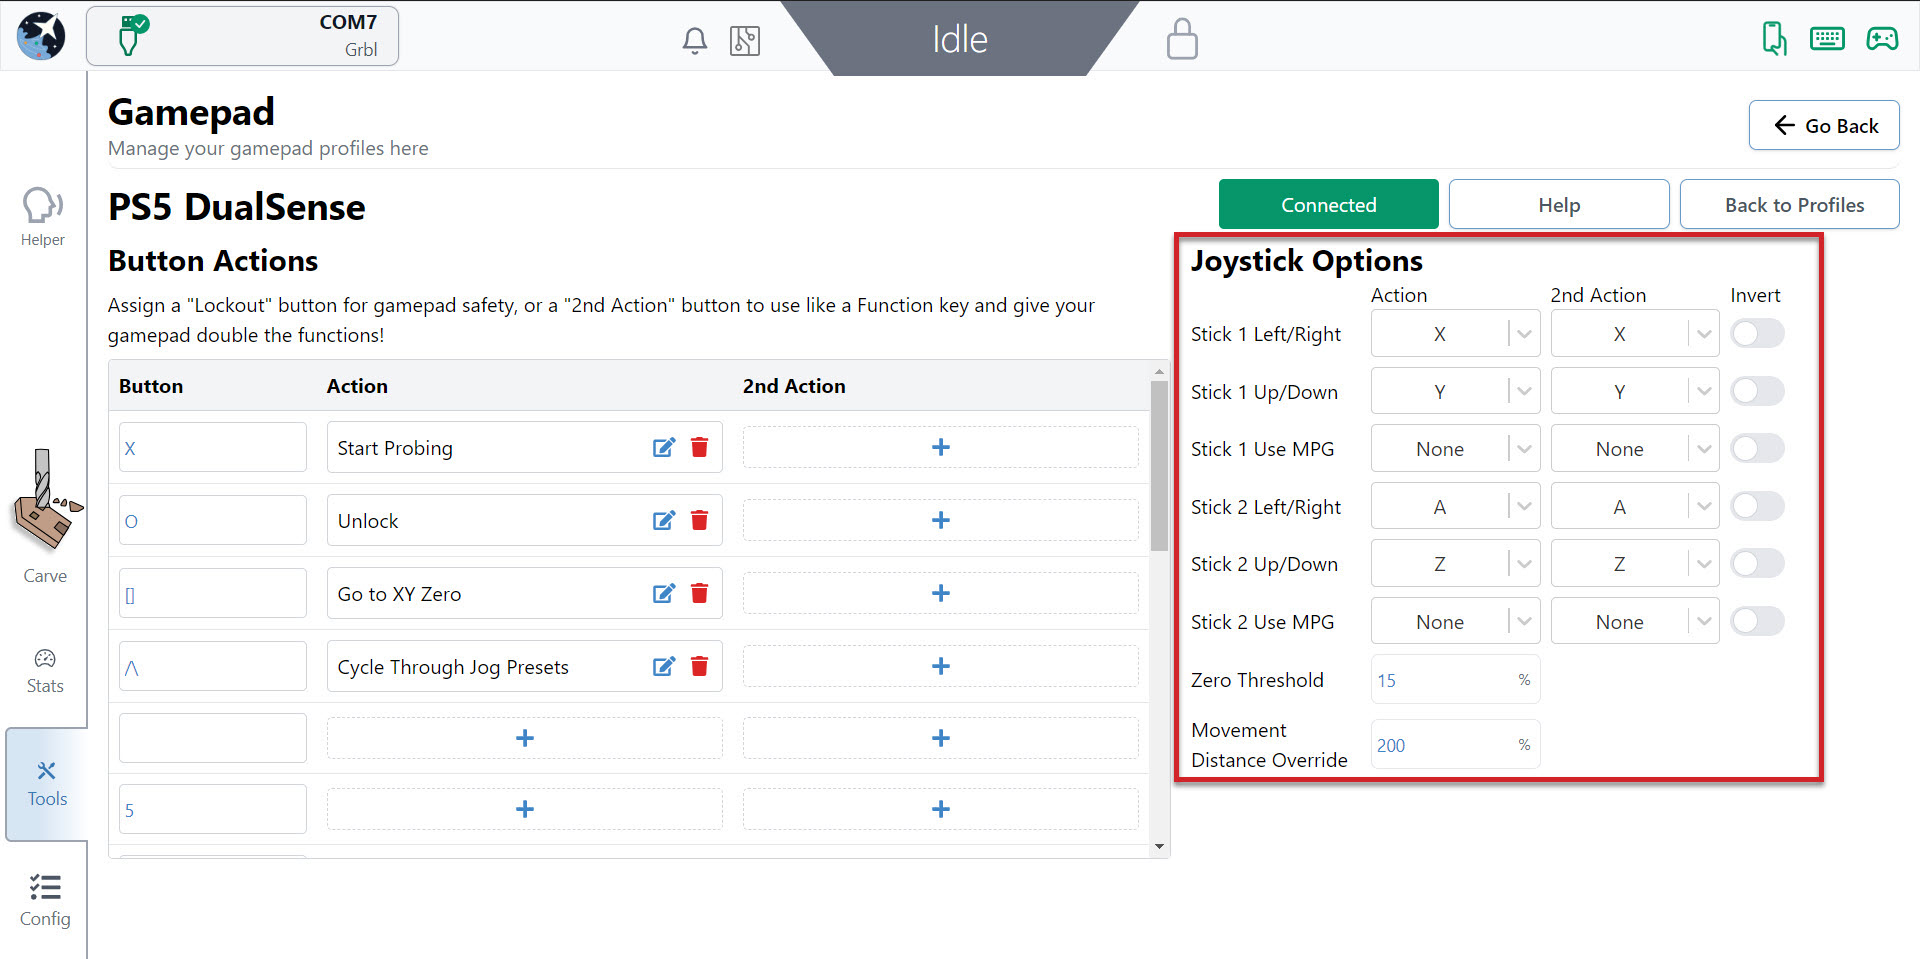 COM7
Grbl
Idle
Gamepad
Manage your gamepad profiles here
Go Back
PS5 DualSense
Connected
Help
Back to Profiles
Helper
Carve
Stats
Tools
Config
Button Actions
Assign a "Lockout" button for gamepad safety, or a "2nd Action" button to use like a Function key and give your
gamepad double the functions!
Button Action 2nd Action
X Start Probing
O Unlock
[] Go to XY Zero
/\ Cycle Through Jog Presets
5
Joystick Options
Action 2nd Action Invert
Stick 1 Left/Right X X
Stick 1 Up/Down Y Y
Stick 1 Use MPG None None
Stick 2 Left/Right A A
Stick 2 Up/Down Z Z
Stick 2 Use MPG None None
Zero Threshold 15 %
Movement
Distance Override 200 %